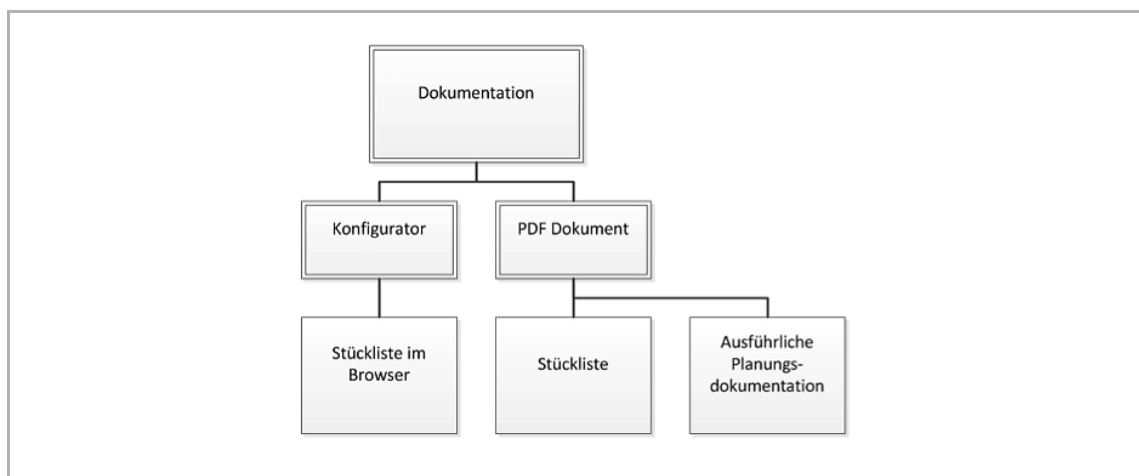 Dokumentation
Konfigurator
PDF Dokument
Stückliste im
Browser
Stückliste
Ausführliche
Planungs-
dokumentation